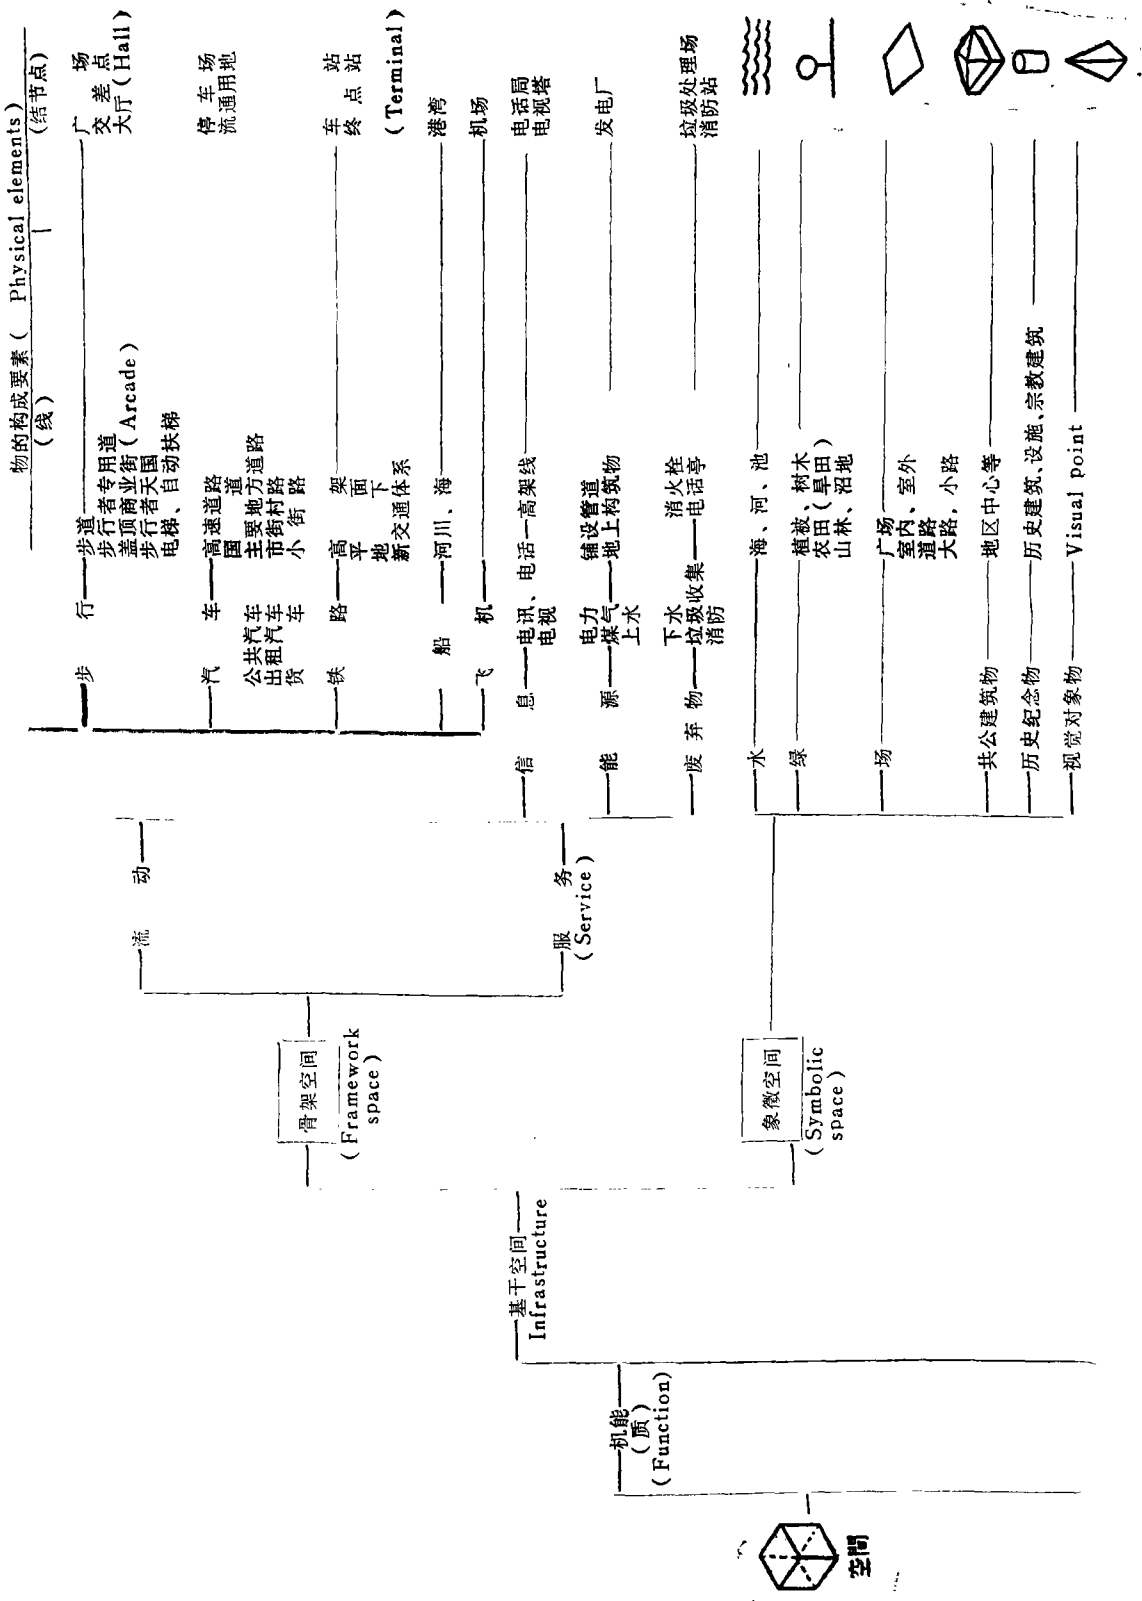 物的构成要素（ Physical elements）
（线） （结节点）
空間
机能
（质）
（Function）
基干空间
Infrastructure
骨架空间
（Framework
space）
流 动
步 行
步道
步行者专用道
盖顶商业街（Arcade）
步行者天国
电梯、自动扶梯
广 场
交 差 点
大厅（Hall）
汽 车
公共汽车
出租汽车
货 车
高速道路
国 道
主要地方道路
市街村路
小 街 路
停 车 场
流通用地
铁 路
高 架
平 面
地 下
新交通体系
车 站
终 点 站
（Terminal）
船
河川、海
港湾
飞 机
机场
服 务
（Service）
信 息
电讯、电话—高架线
电视
电话局
电视塔
能 源
电力
煤气
上水
铺设管道
地上构筑物
发电厂
废 弃 物
下水
垃圾收集
消防
消火栓
电话亭
垃圾处理场
消防站
象徵空间
（Symbolic
space）
水
海、河、池
绿
植被、树木
农田（旱田）
山林、沼地
场
广场
室内、室外
道路
大路，小路
共公建筑物
地区中心等
历史纪念物
历史建筑、设施、宗教建筑
视觉对象物
Visual point